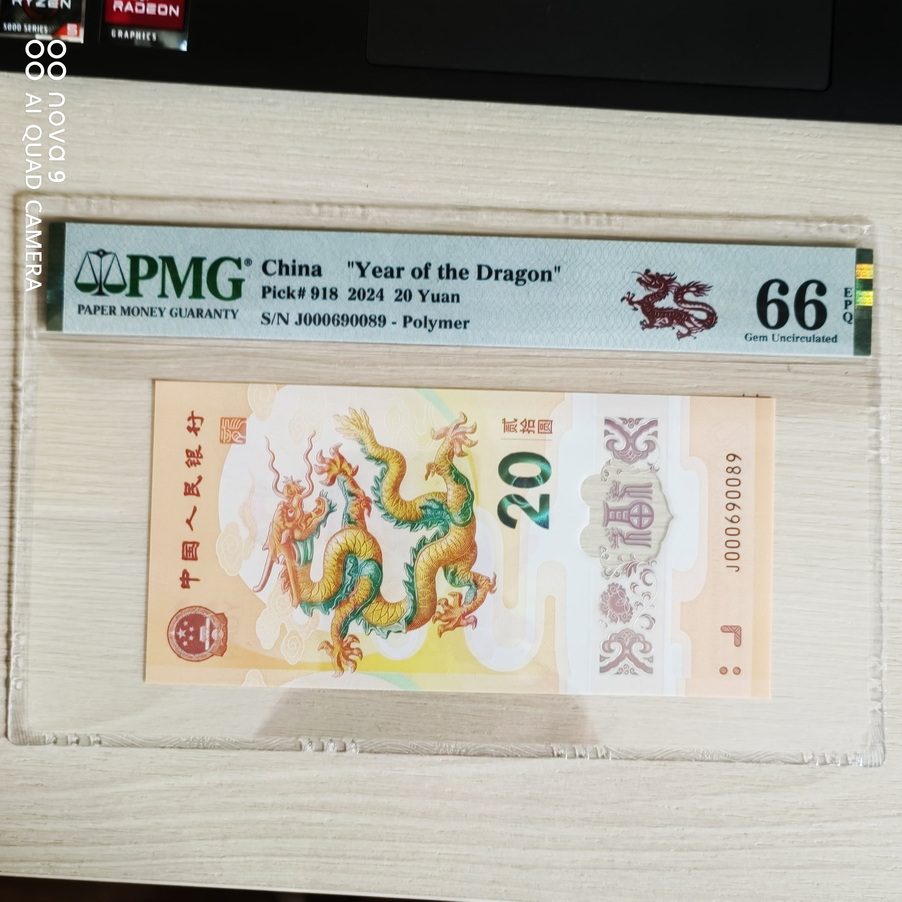 RYZEN
5000 SERIES 5
RADEON
GRAPHICS
nova 9
AI QUAD CAMERA
PMG®
PAPER MONEY GUARANTY
China "Year of the Dragon"
Pick# 918 2024 20 Yuan
S/N J000690089 - Polymer
66
EPQ
Gem Uncirculated
中国人民银行
贰拾圆
20
福
J000690089